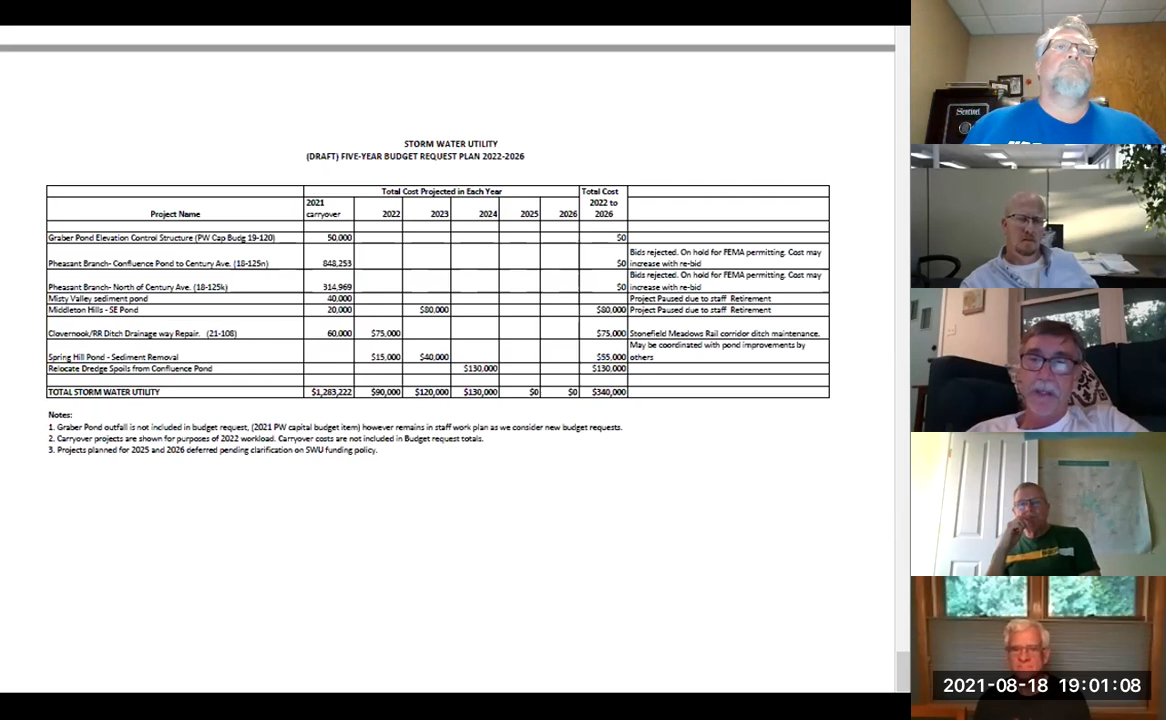 STORM WATER UTILITY
(DRAFT) FIVE-YEAR BUDGET REQUEST PLAN 2022-2026
Total Cost Projected in Each Year
Project Name 2021 carryover 2022 2023 2024 2025 2026 Total Cost 2022 to 2026
Graber Pond Elevation Control Structure (PW Cap Budg 19-120) 50,000 $0
Pheasant Branch- Confluence Pond to Century Ave. (18-125n) 848,253 $0 Bids rejected. On hold for FEMA permitting. Cost may increase with re-bid
Pheasant Branch- North of Century Ave. (18-125k) 314,969 $0 Bids rejected. On hold for FEMA permitting. Cost may increase with re-bid
Misty Valley sediment pond 40,000 Project Paused due to staff Retirement
Middleton Hills - SE Pond 20,000 $80,000 $80,000 Project Paused due to staff Retirement
Clovernook/RR Ditch Drainage way Repair. (21-108) 60,000 $75,000 $75,000 Stonefield Meadows Rail corridor ditch maintenance.
Spring Hill Pond - Sediment Removal $15,000 $40,000 $55,000 May be coordinated with pond improvements by others
Relocate Dredge Spoils from Confluence Pond $130,000 $130,000
TOTAL STORM WATER UTILITY $1,283,222 $90,000 $120,000 $130,000 $0 $0 $340,000
Notes:
1. Graber Pond outfall is not included in budget request, (2021 PW capital budget item) however remains in staff work plan as we consider new budget requests.
2. Carryover projects are shown for purposes of 2022 workload. Carryover costs are not included in Budget request totals.
3. Projects planned for 2025 and 2026 deferred pending clarification on SWU funding policy.
Sentinel
2021-08-18 19:01:08